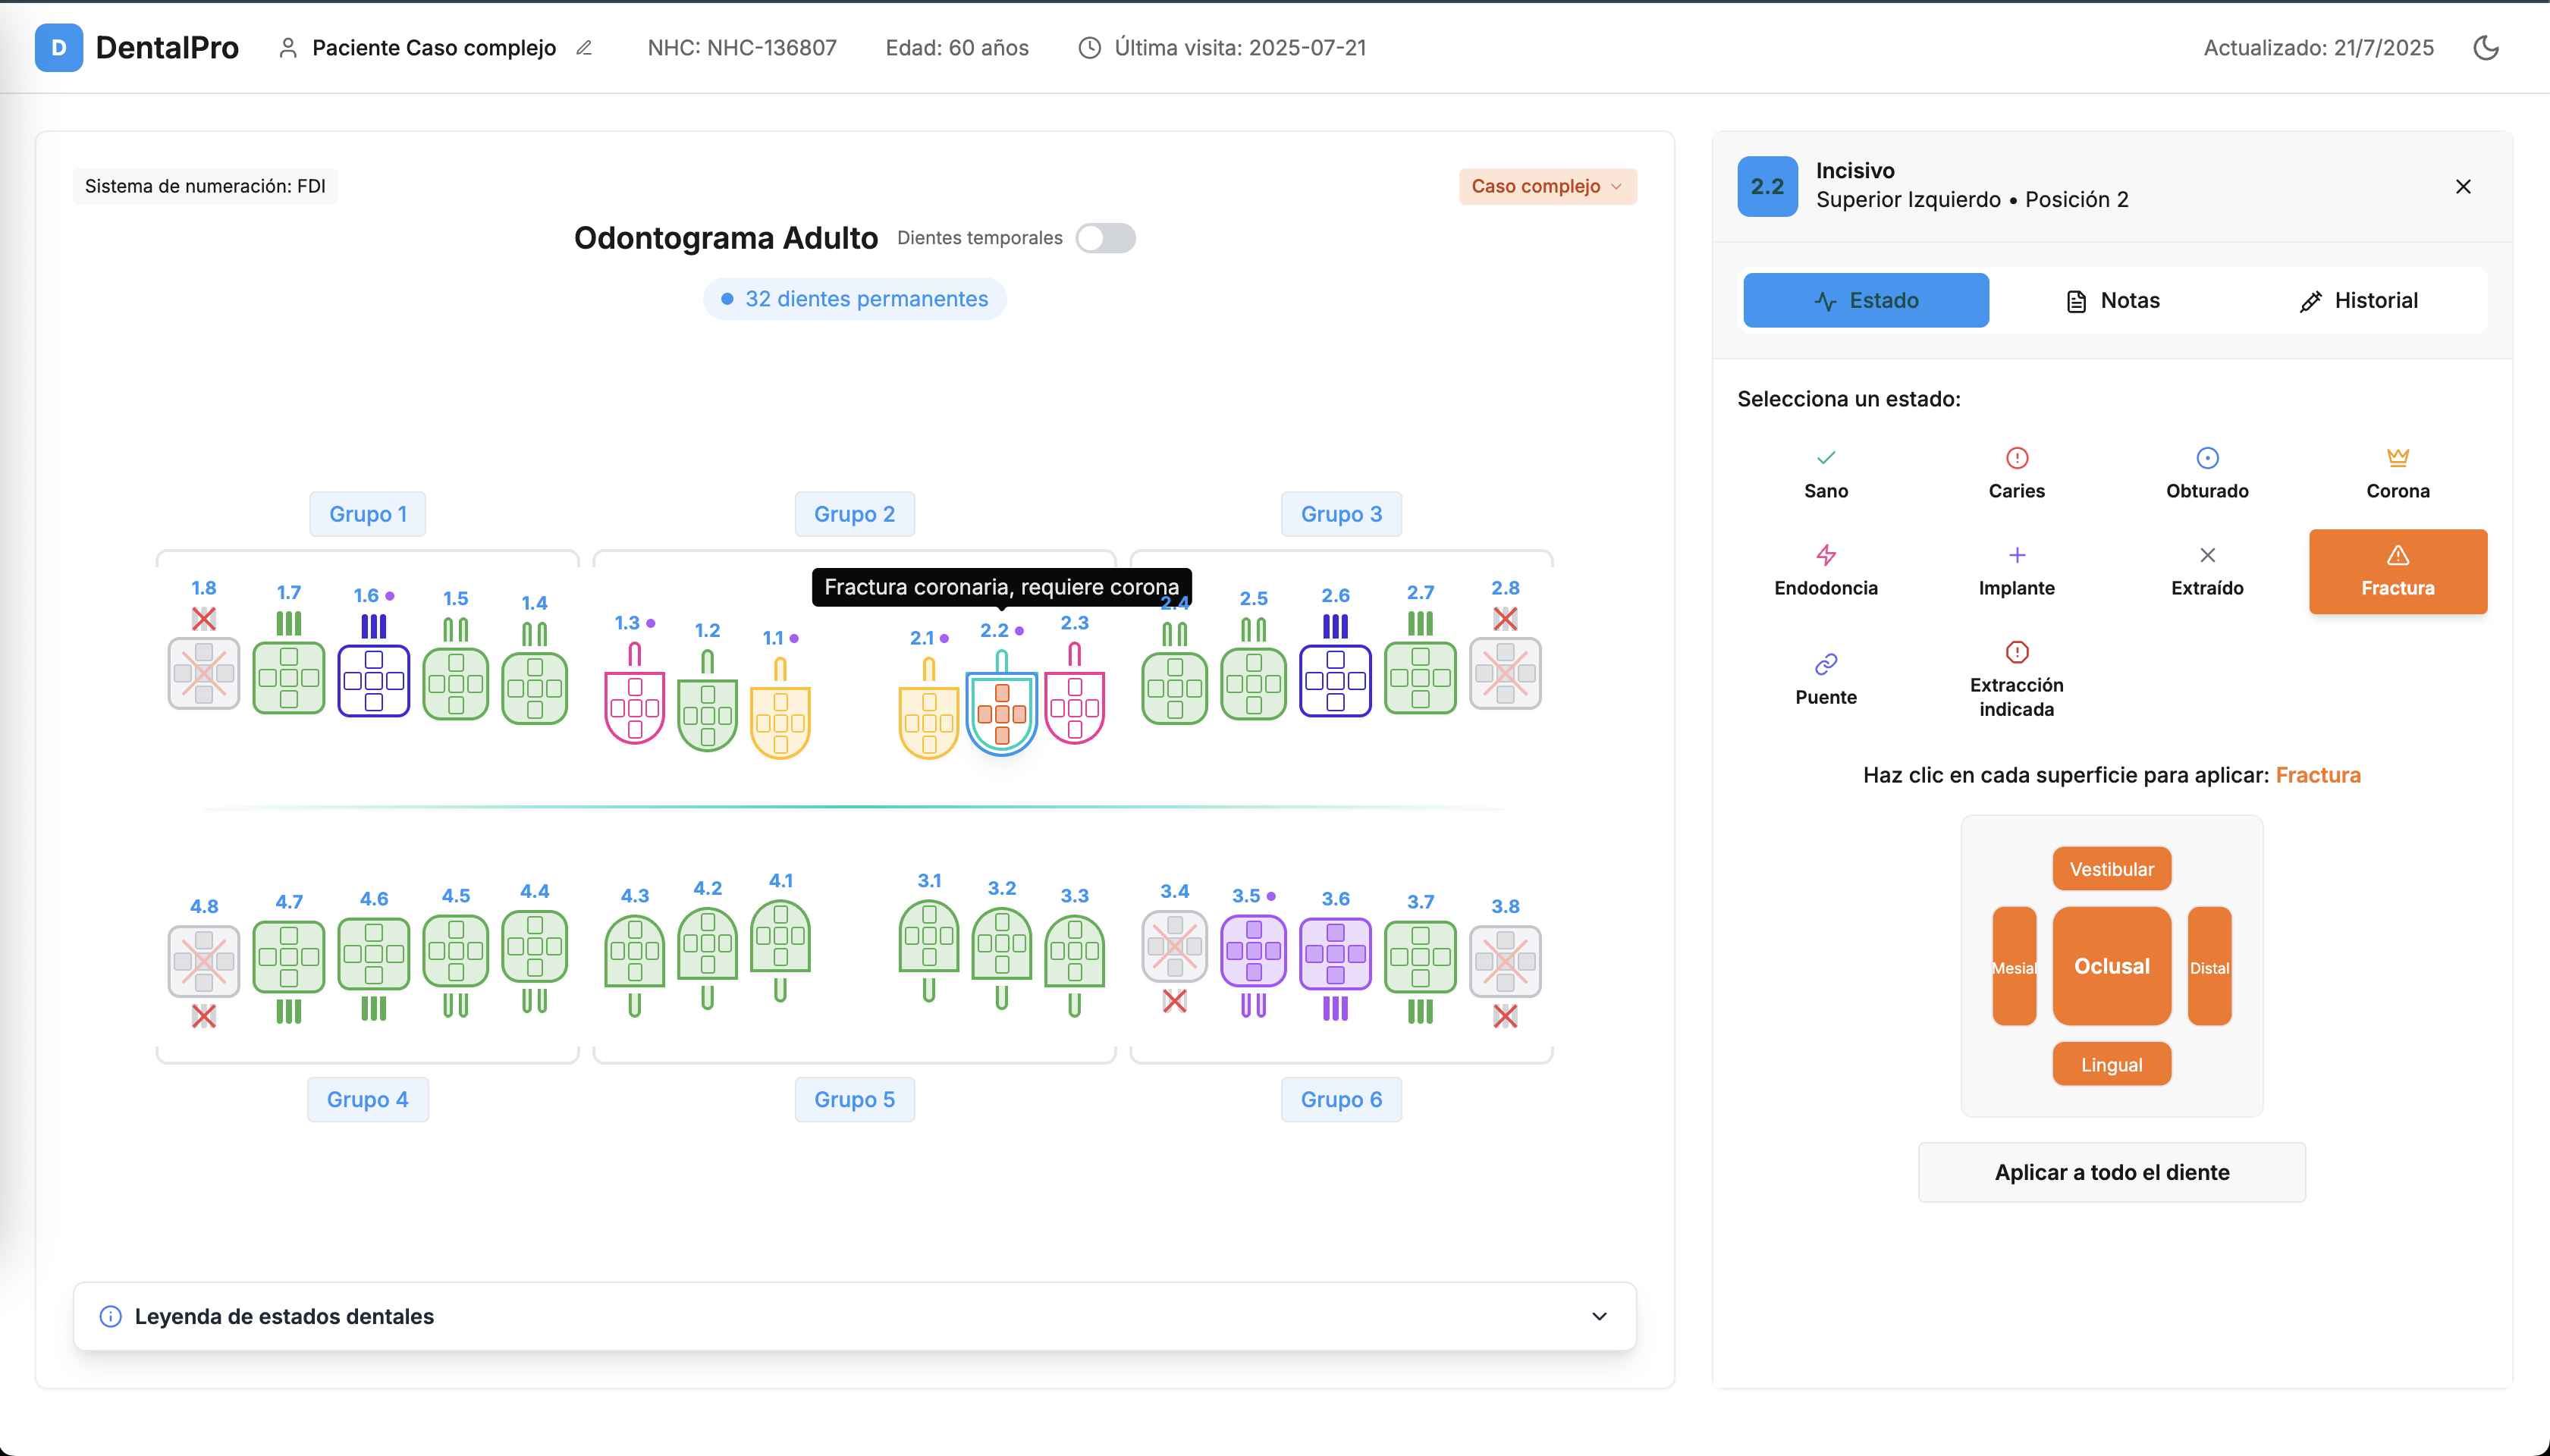 D DentalPro Paciente Caso complejo NHC: NHC-136807 Edad: 60 años Última visita: 2025-07-21 Actualizado: 21/7/2025
Sistema de numeración: FDI
Caso complejo
Odontograma Adulto Dientes temporales
32 dientes permanentes
Grupo 1 Grupo 2 Grupo 3
Fractura coronaria, requiere corona
1.8 1.7 1.6 1.5 1.4 1.3 1.2 1.1 2.1 2.2 2.3 2.4 2.5 2.6 2.7 2.8
4.8 4.7 4.6 4.5 4.4 4.3 4.2 4.1 3.1 3.2 3.3 3.4 3.5 3.6 3.7 3.8
Grupo 4 Grupo 5 Grupo 6
Leyenda de estados dentales
2.2
Incisivo
Superior Izquierdo • Posición 2
Estado Notas Historial
Selecciona un estado:
Sano Caries Obturado Corona
Endodoncia Implante Extraído Fractura
Puente Extracción
indicada
Haz clic en cada superficie para aplicar: Fractura
Vestibular
Mesial Oclusal Distal
Lingual
Aplicar a todo el diente